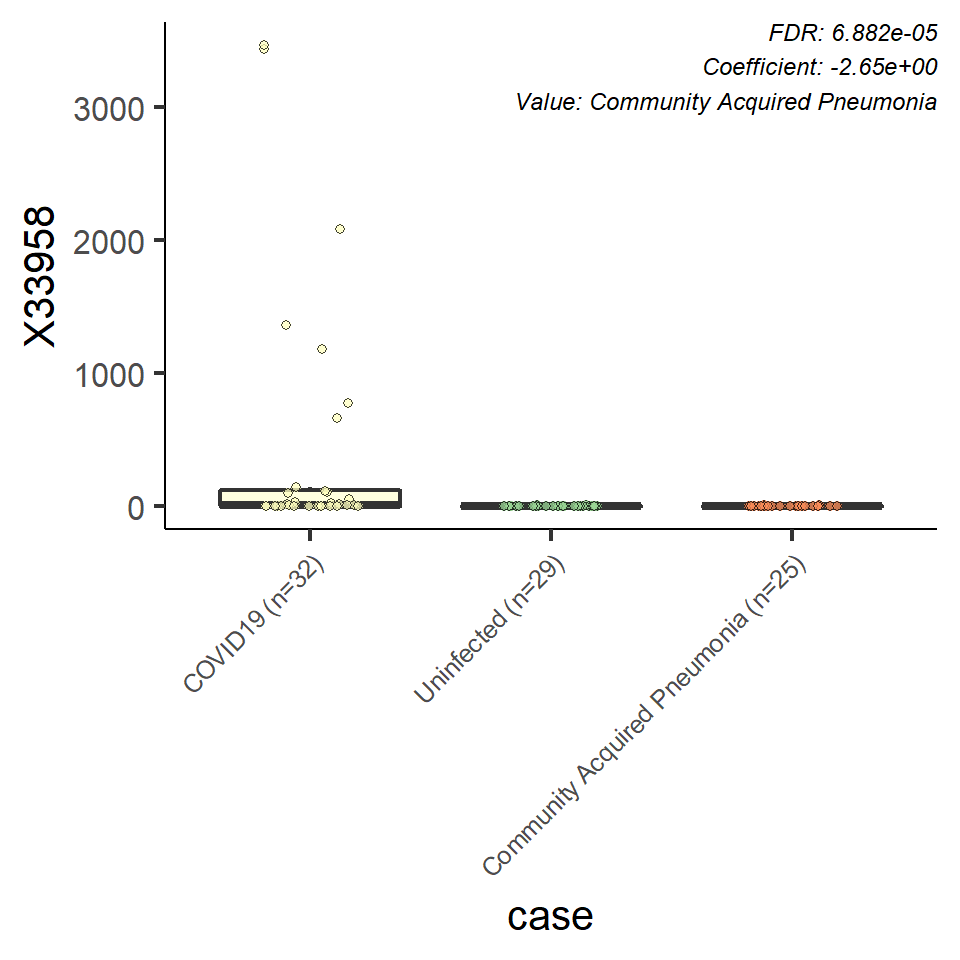 FDR: 6.882e-05
Coefficient: -2.65e+00
Value: Community Acquired Pneumonia
X33958
3000
2000
1000
0
COVID19 (n=32)
Uninfected (n=29)
Community Acquired Pneumonia (n=25)
case